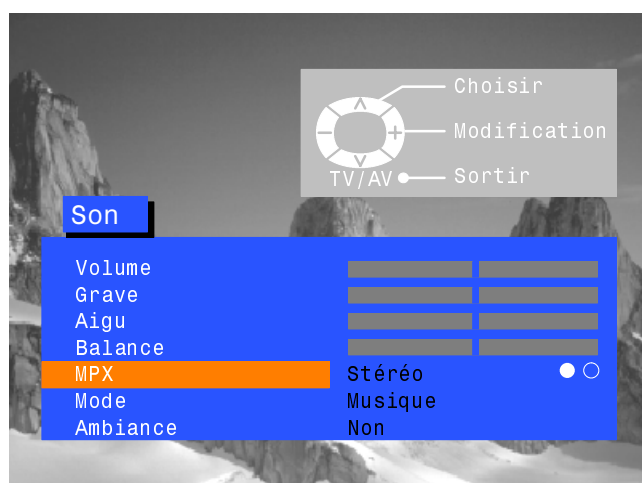 Choisir
Modification
TV/AV Sortir
Son
Volume
Grave
Aigu
Balance
MPX Stéréo
Mode Musique
Ambiance Non